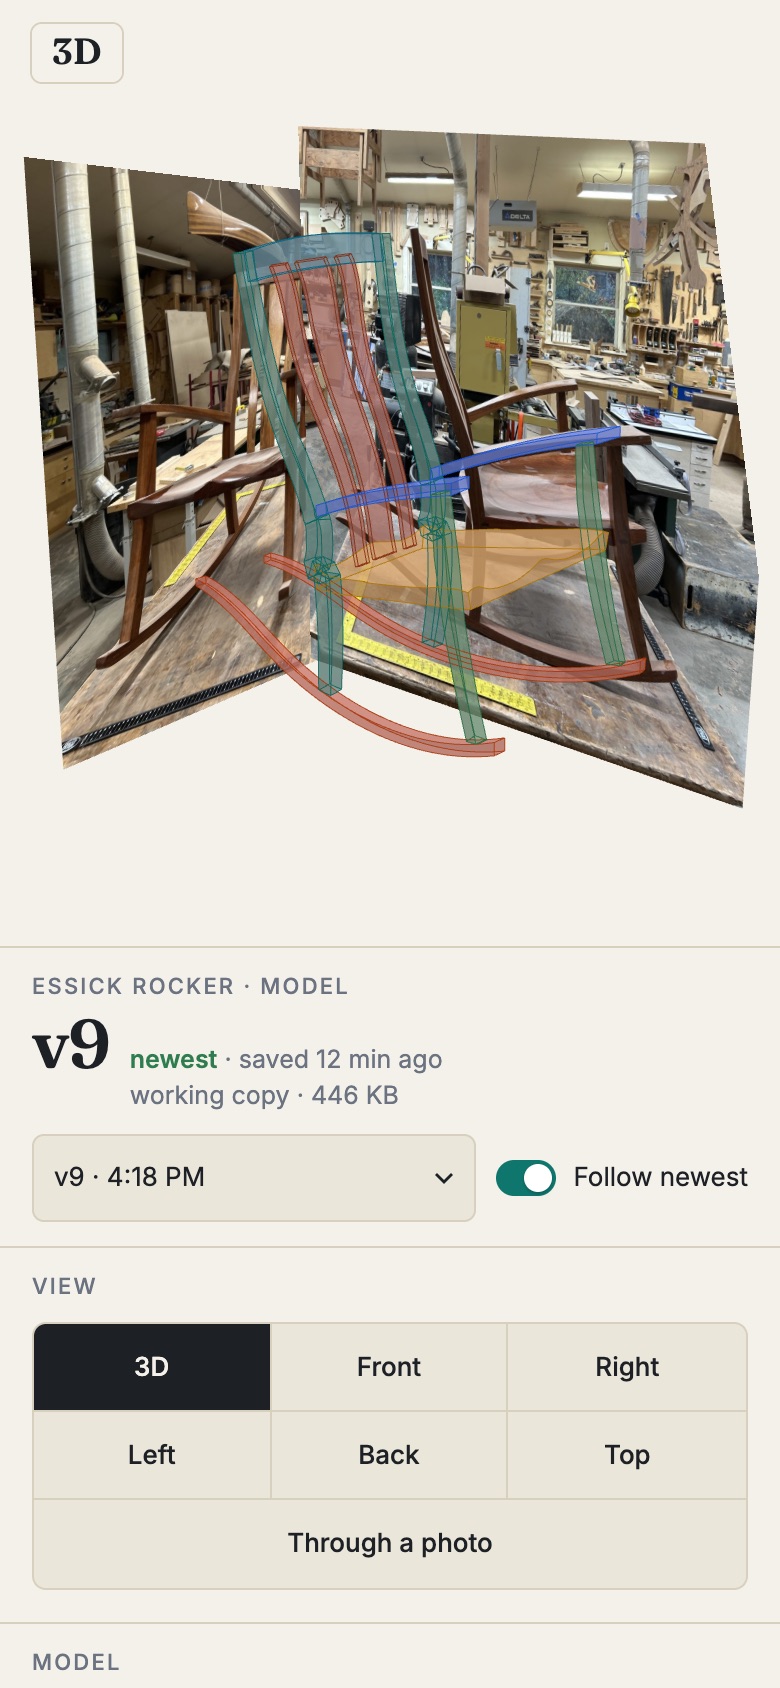 3D
DELTA
ESSICK ROCKER · MODEL
v9
newest · saved 12 min ago
working copy · 446 KB
v9 · 4:18 PM
Follow newest
VIEW
3D
Front
Right
Left
Back
Top
Through a photo
MODEL